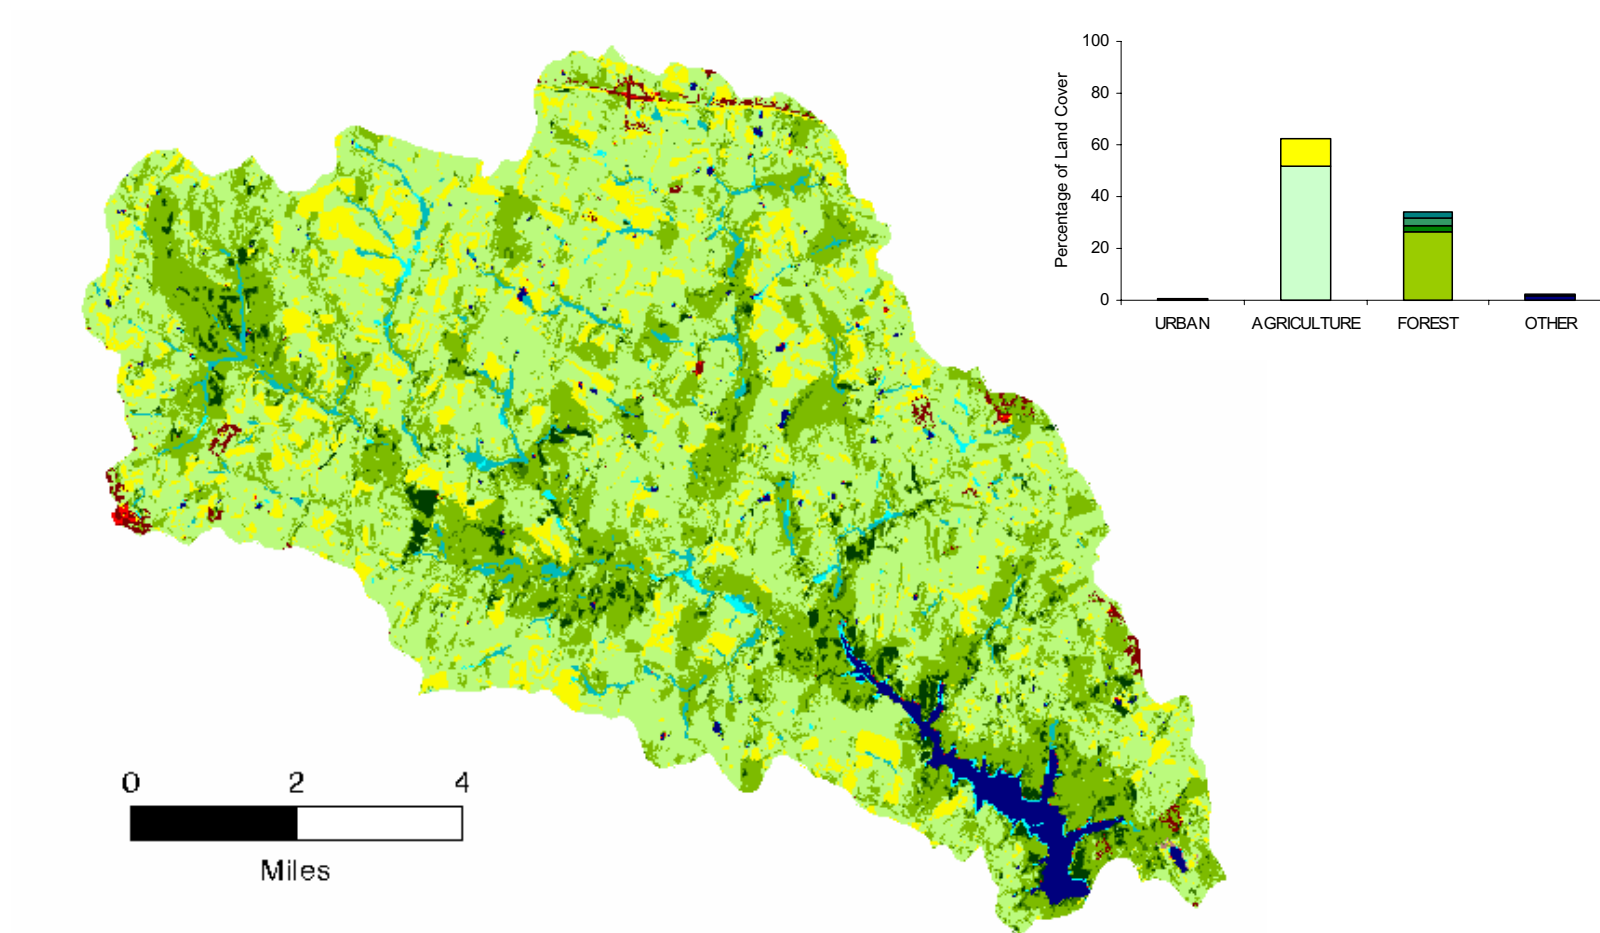 100
80
60
40
20
0
Percentage of Land Cover
URBAN AGRICULTURE FOREST OTHER
0 2 4
Miles